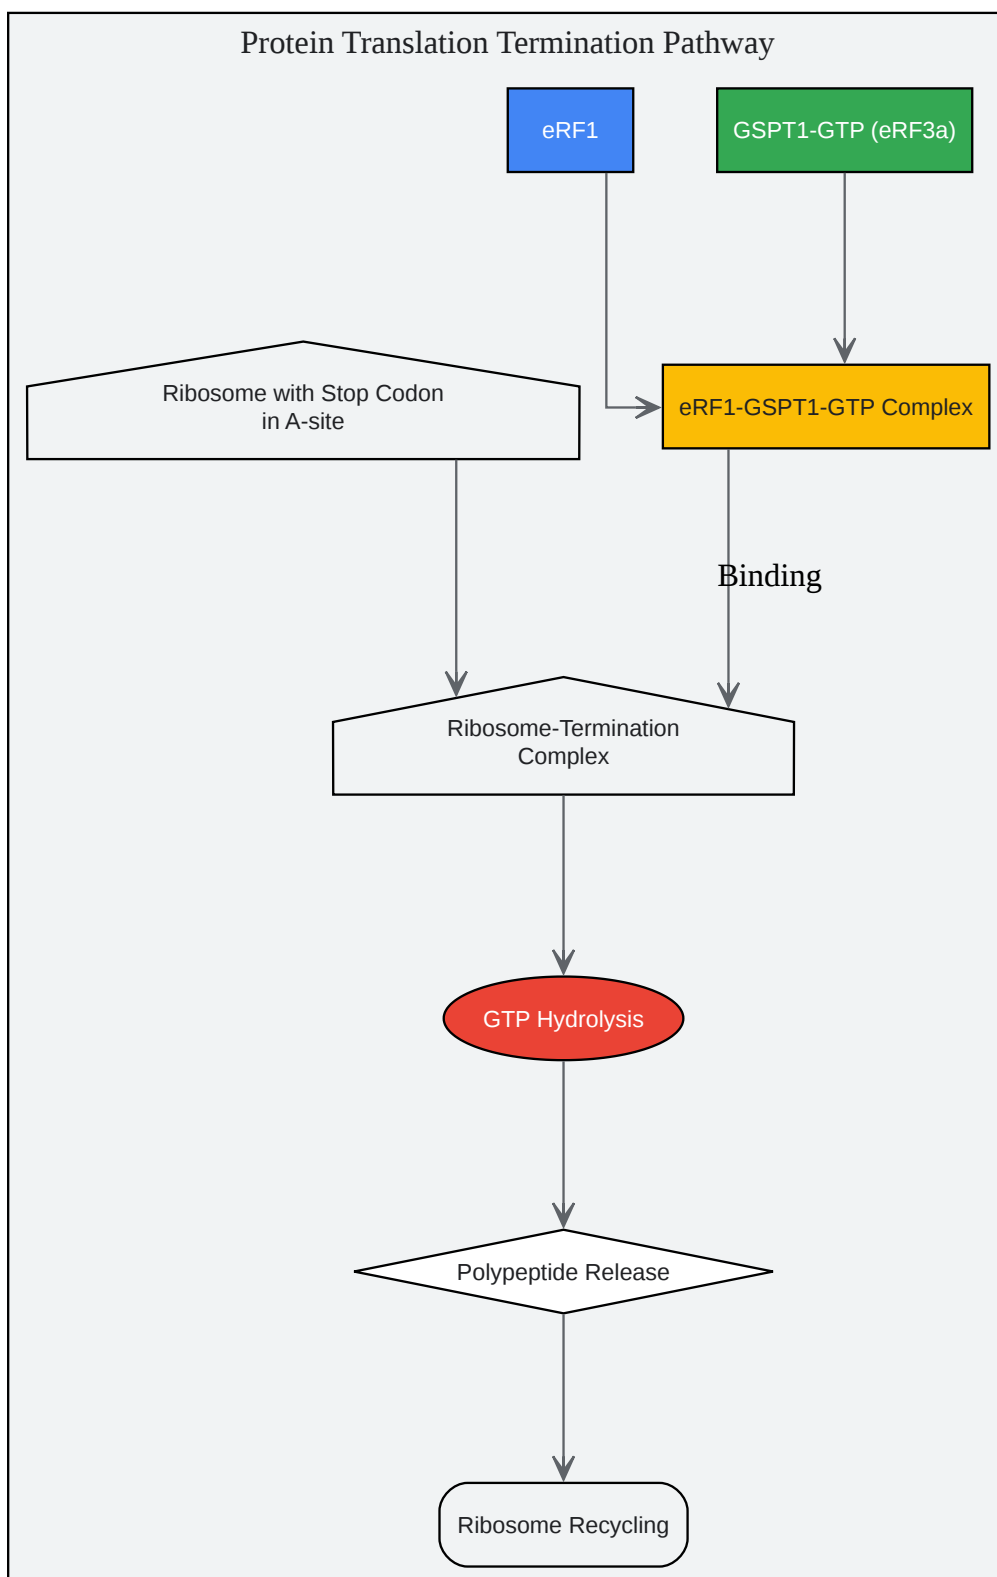 Protein Translation Termination Pathway
eRF1
GSPT1-GTP (eRF3a)
Ribosome with Stop Codon
in A-site
eRF1-GSPT1-GTP Complex
Binding
Ribosome-Termination
Complex
GTP Hydrolysis
Polypeptide Release
Ribosome Recycling